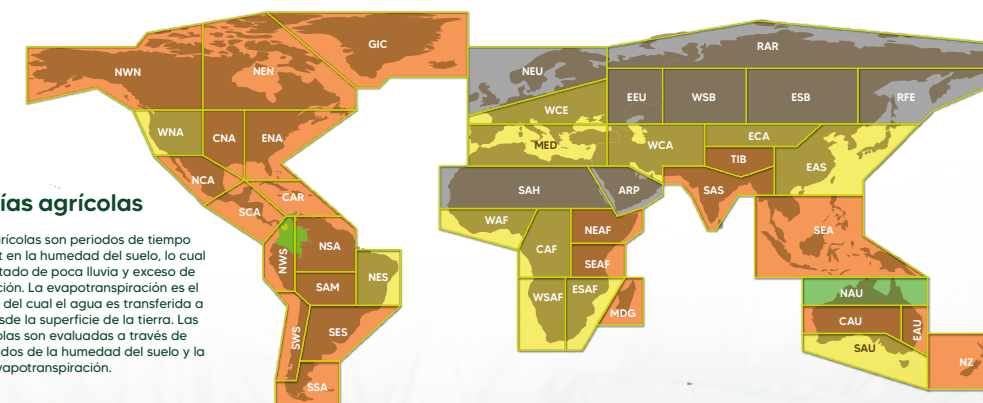 GIC
RAR
NWN
NEN
NEU
EEU
WSB
ESB
RFE
WCE
WNA
CNA
ENA
MED
WCA
ECA
TIB
EAS
NCA
SAH
ARP
SAS
CAR
SCA
WAF
NEAF
SEA
NWS
NSA
CAF
SEAF
SAM
NES
WSAF
ESAF
MDG
NAU
SWS
SES
CAU
EAU
SAU
NZ
SSA
ías agrícolas
grícolas son periodos de tiempo
t en la humedad del suelo, lo cual
tado de poca lluvia y exceso de
ción. La evapotranspiración es el
del cual el agua es transferida a
sde la superficie de la tierra. Las
olas son evaluadas a través de
dos de la humedad del suelo y la
vapotranspiración.